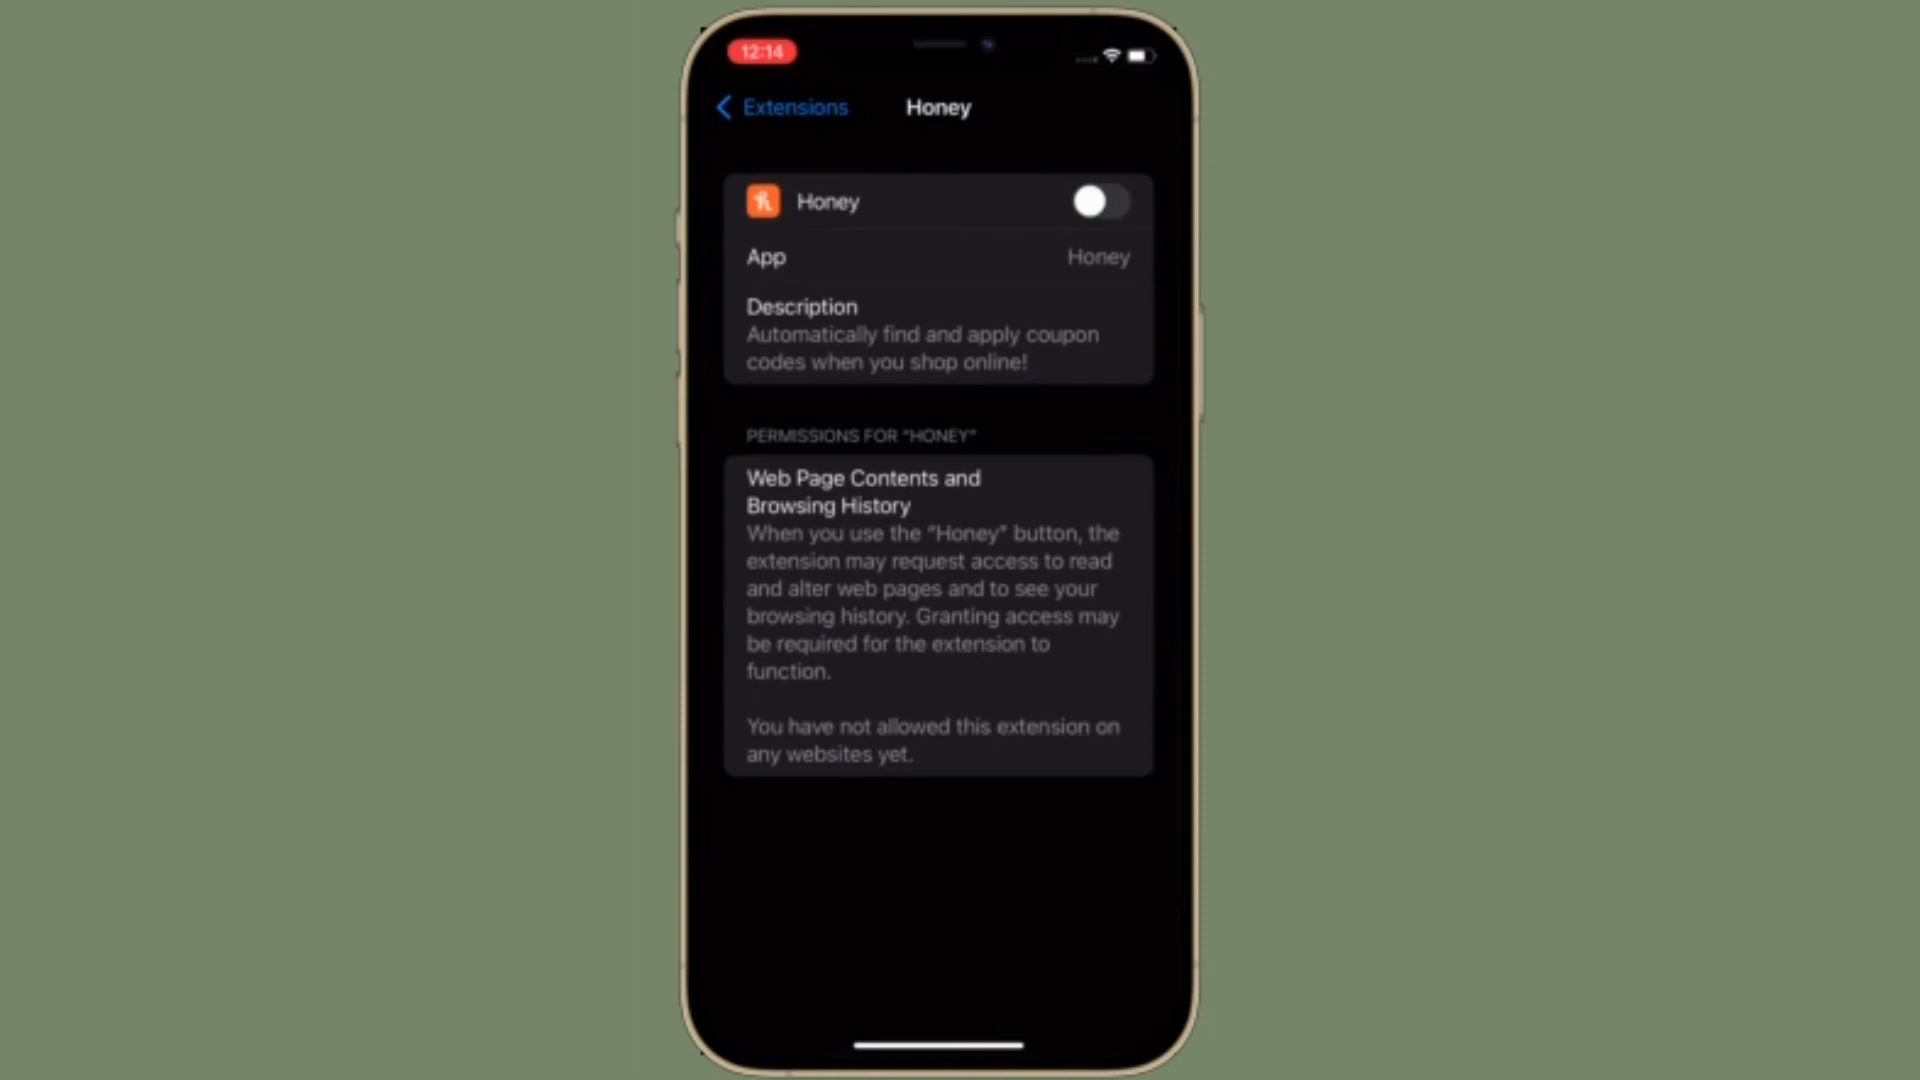 12:14
Extensions
Honey
Honey
App
Honey
Description
Automatically find and apply coupon
codes when you shop online!
PERMISSIONS FOR “HONEY”
Web Page Contents and
Browsing History
When you use the “Honey” button, the
extension may request access to read
and alter web pages and to see your
browsing history. Granting access may
be required for the extension to
function.
You have not allowed this extension on
any websites yet.